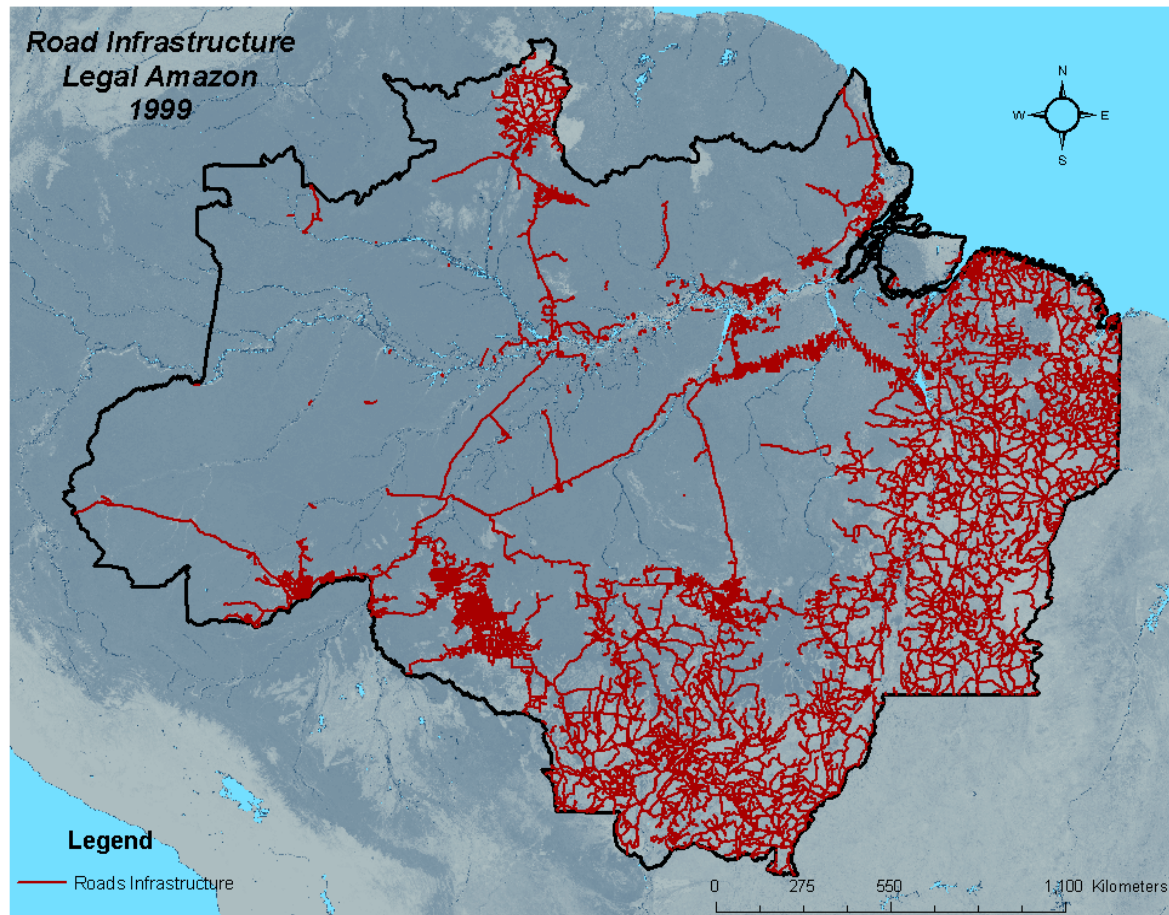 Road Infrastructure
Legal Amazon
1999
N
W E
S
Legend
Roads Infrastructure
0 275 550 1,100 Kilometers